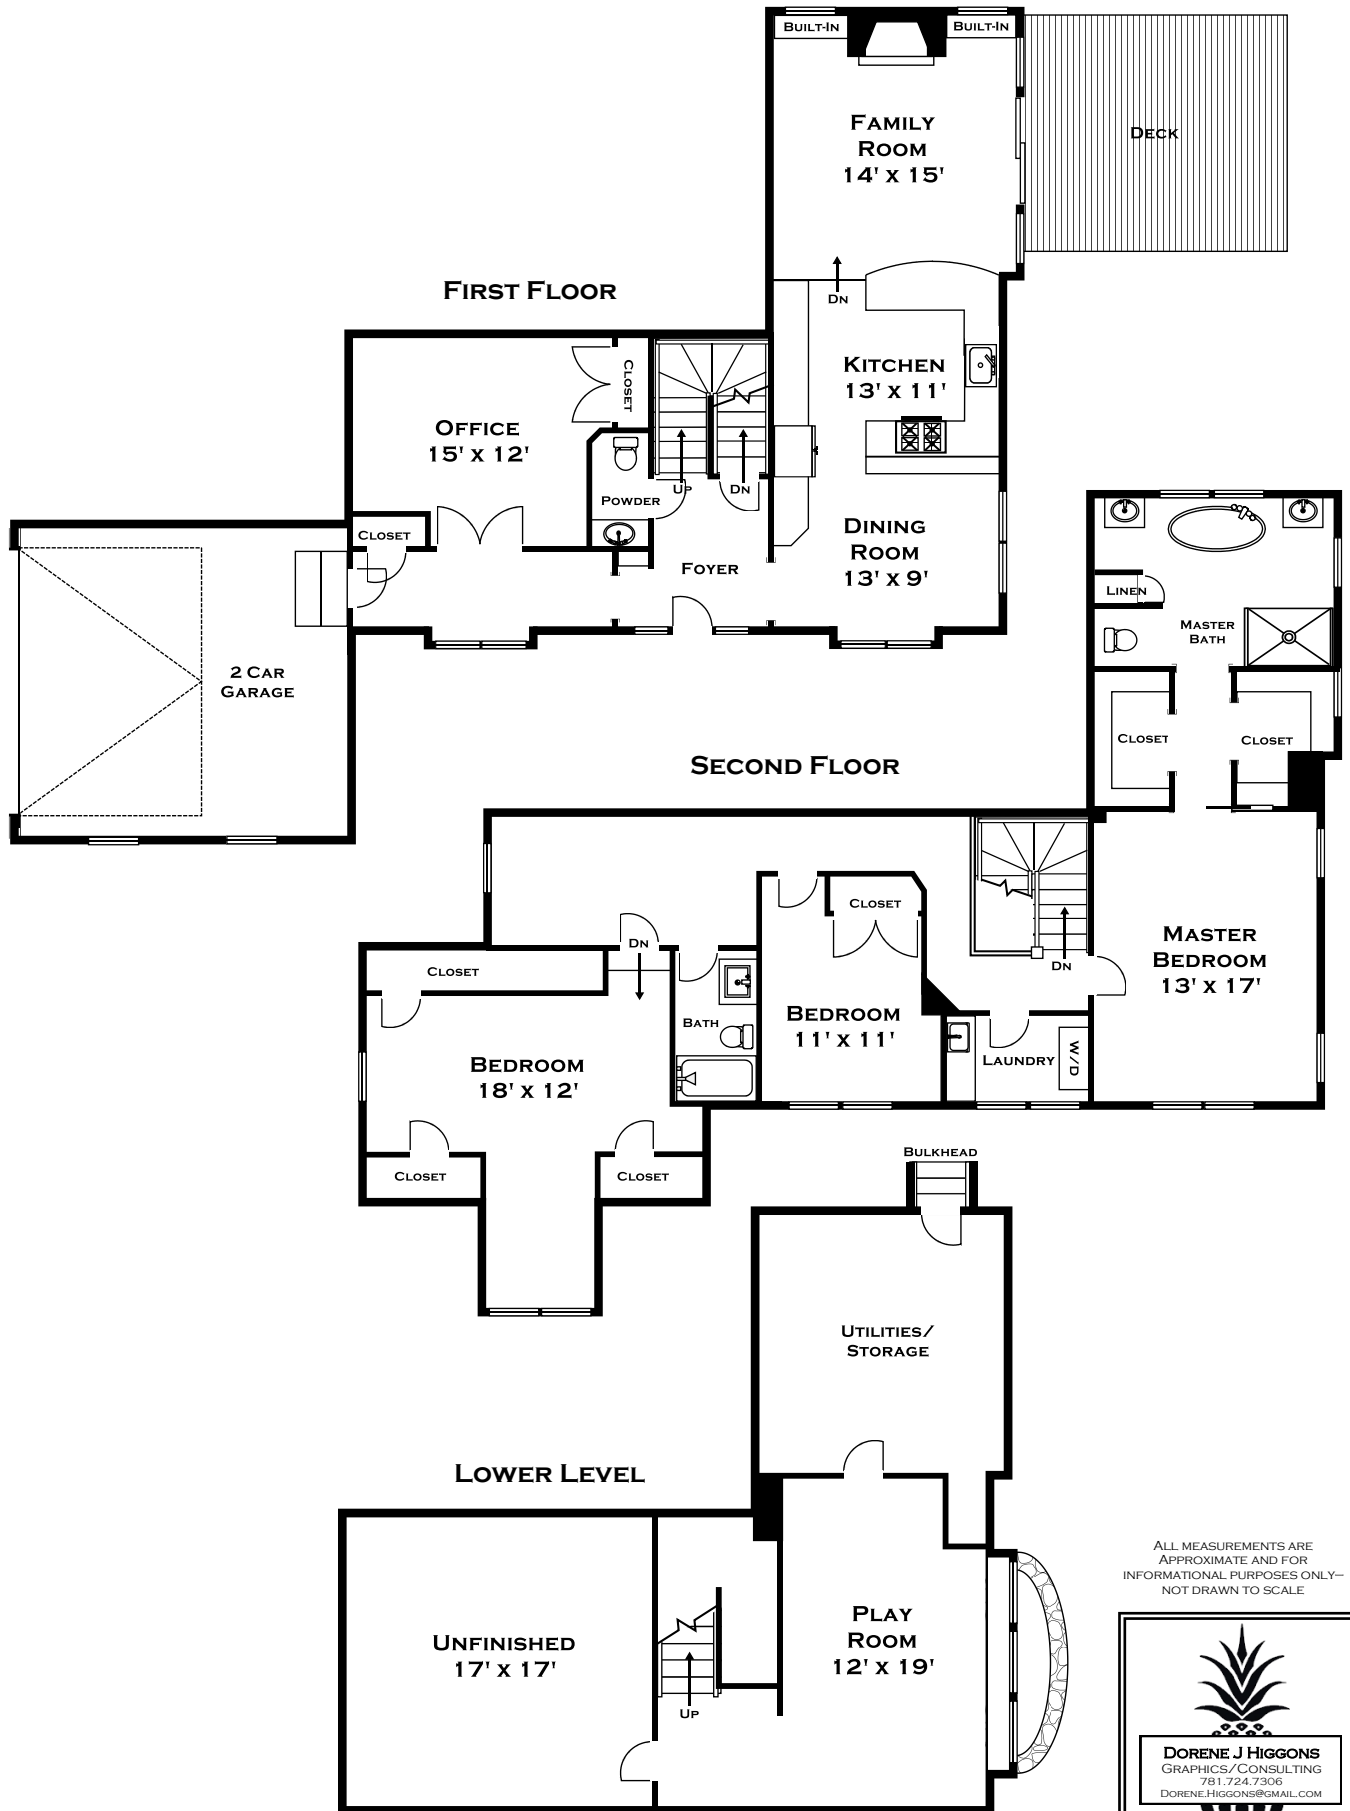 Built-In
Built-In
Family
Room
14' x 15'
Deck
First Floor
Dn
Kitchen
13' x 11'
Closet
Office
15' x 12'
Up
Dn
Powder
Closet
Foyer
Dining
Room
13' x 9'
2 Car
Garage
Second Floor
Linen
Master
Bath
Closet
Closet
Closet
Master
Bedroom
13' x 17'
Dn
Dn
Closet
Bath
Bedroom
11' x 11'
Laundry
W/D
Bedroom
18' x 12'
Closet
Closet
Bulkhead
Utilities/
Storage
Lower Level
Unfinished
17' x 17'
Up
Play
Room
12' x 19'
All measurements are
Approximate and for
informational purposes only–
not drawn to scale
Dorene J Higgons
Graphics/Consulting
781.724.7306
Dorene.Higgons@gmail.com